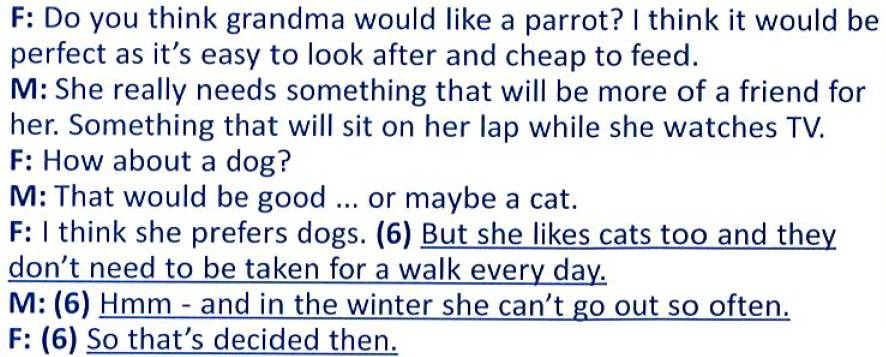 F: Do you think grandma would like a parrot? I think it would be
perfect as it's easy to look after and cheap to feed.
M: She really needs something that will be more of a friend for
her. Something that will sit on her lap while she watches TV.
F: How about a dog?
M: That would be good ... or maybe a cat.
F: I think she prefers dogs. (6) But she likes cats too and they
don't need to be taken for a walk every day.
M: (6) Hmm - and in the winter she can't go out so often.
F: (6) So that's decided then.